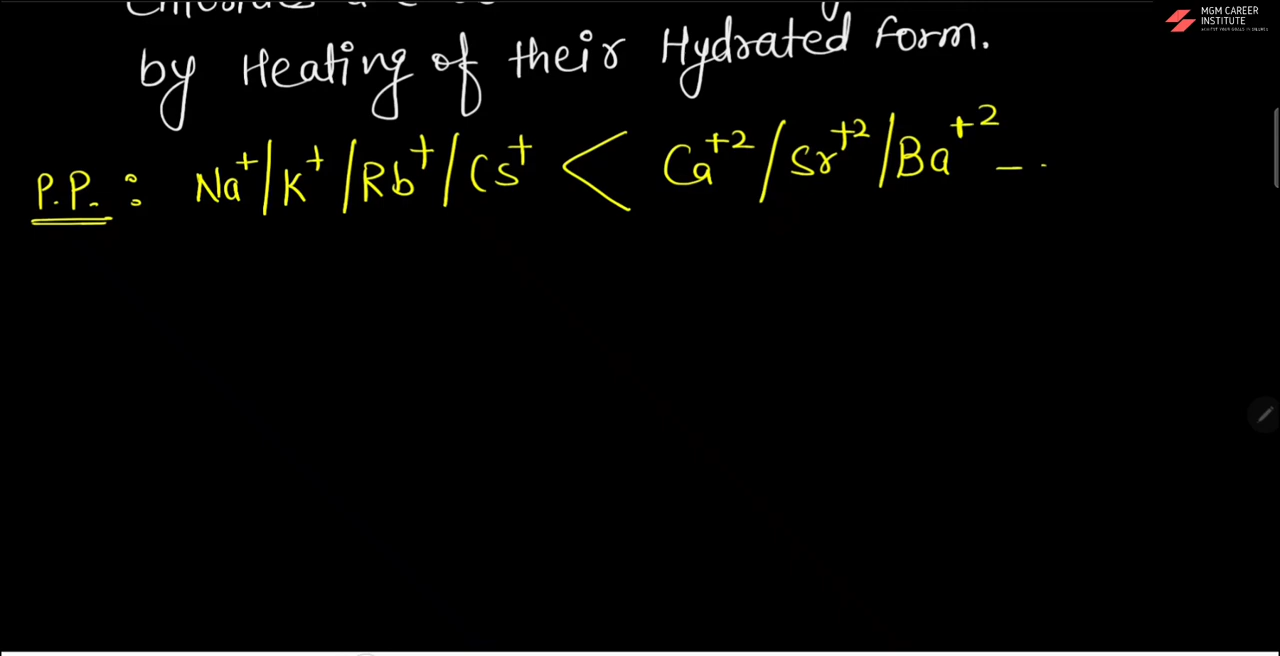 MGM CAREER
INSTITUTE
by Heating of their Hydrated form.
P.P. : Na⁺/K⁺/Rb⁺/Cs⁺ < Ca⁺²/Sr⁺²/Ba⁺² - .